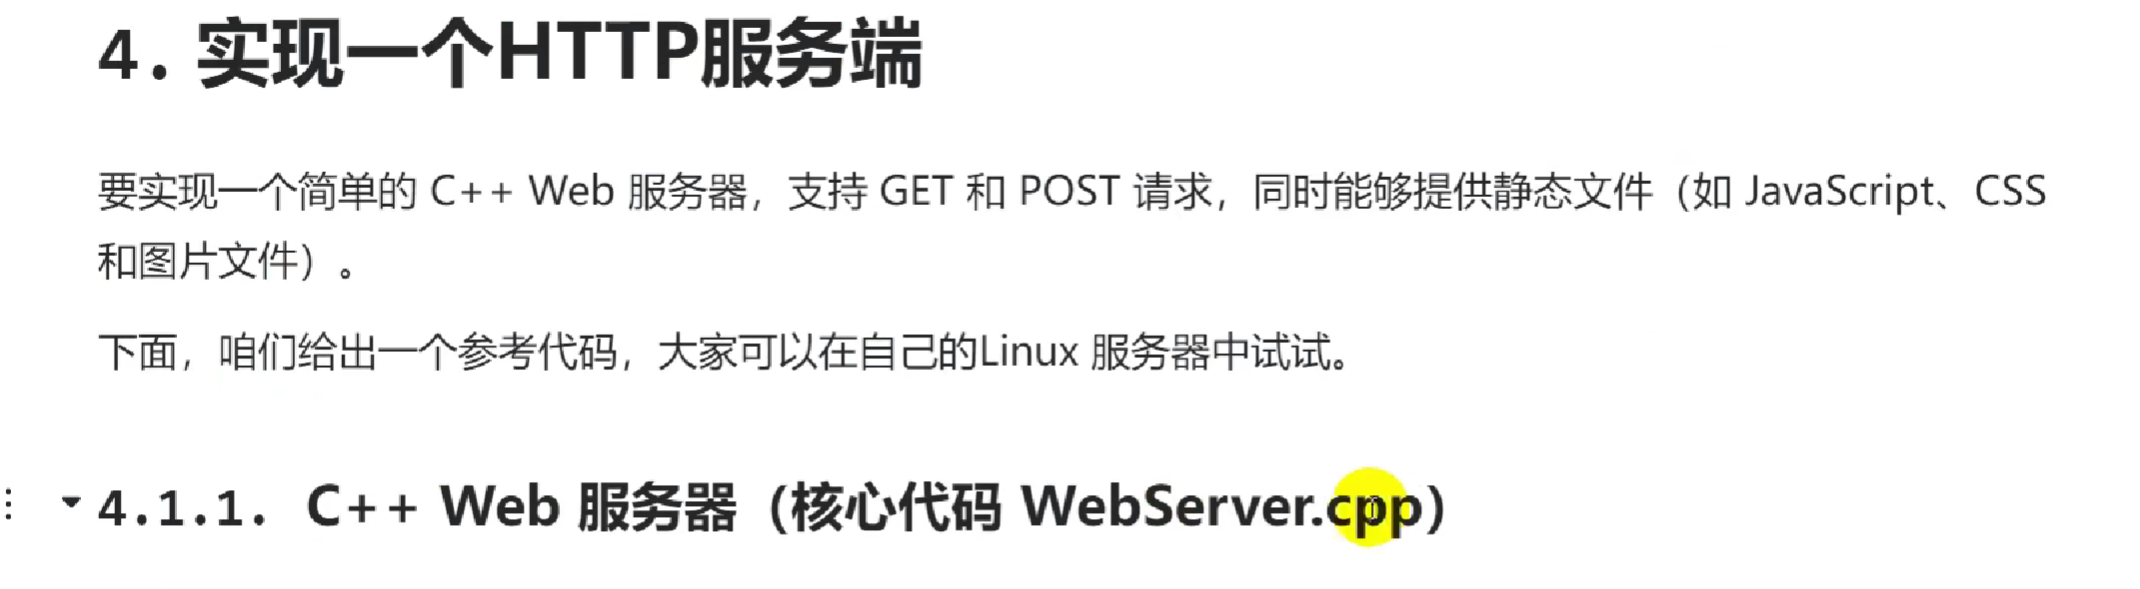 4. 实现一个HTTP服务端
要实现一个简单的 C++ Web 服务器，支持 GET 和 POST 请求，同时能够提供静态文件（如 JavaScript、CSS
和图片文件）。
下面，咱们给出一个参考代码，大家可以在自己的Linux 服务器中试试。
4.1.1. C++ Web 服务器（核心代码 WebServer.cpp）